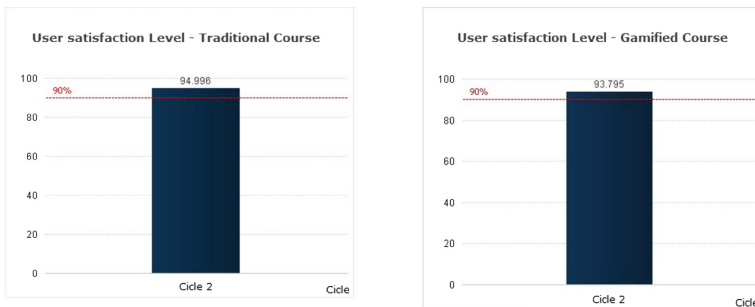 User satisfaction Level - Traditional Course
100
94.996
90%
80
60
40
20
0
Cicle 2
Cicle
User satisfaction Level - Gamified Course
100
93.795
90%
80
60
40
20
0
Cicle 2
Cicle